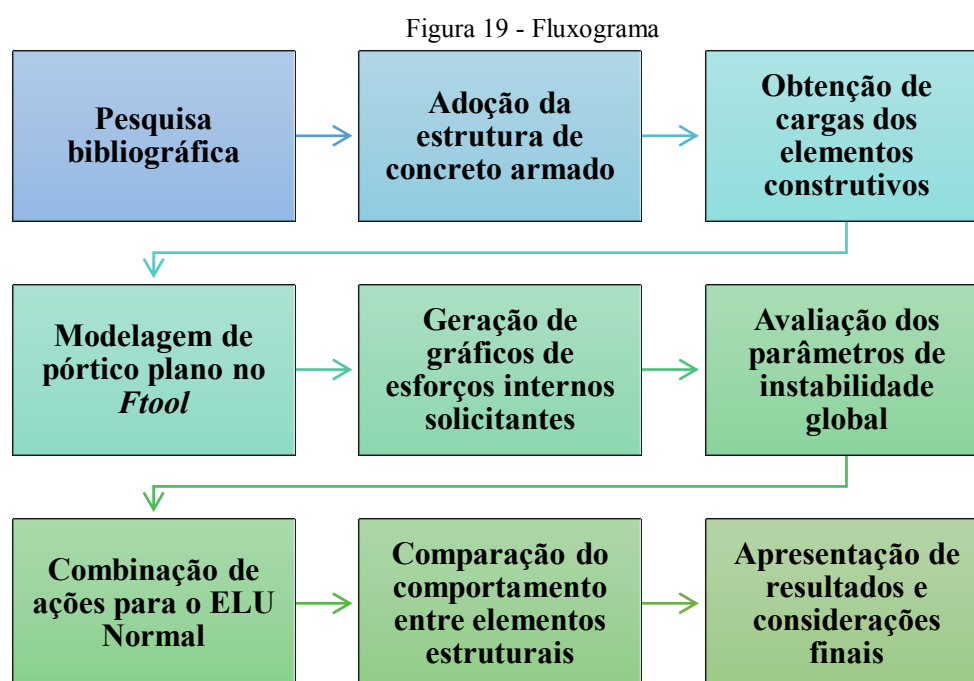 Figura 19 - Fluxograma
Pesquisa
bibliográfica
Adoção da
estrutura de
concreto armado
Obtenção de
cargas dos
elementos
construtivos
Modelagem de
pórtico plano no
Ftool
Geração de
gráficos de
esforços internos
solicitantes
Avaliação dos
parâmetros de
instabilidade
global
Combinação de
ações para o ELU
Normal
Comparação do
comportamento
entre elementos
estruturais
Apresentação de
resultados e
considerações
finais